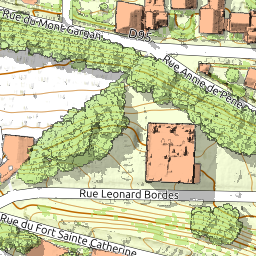 Rue du Mont Gargan
D95
Rue Annie de Pene
Rue Leonard Bordes
Rue du Fort Sainte Catherine